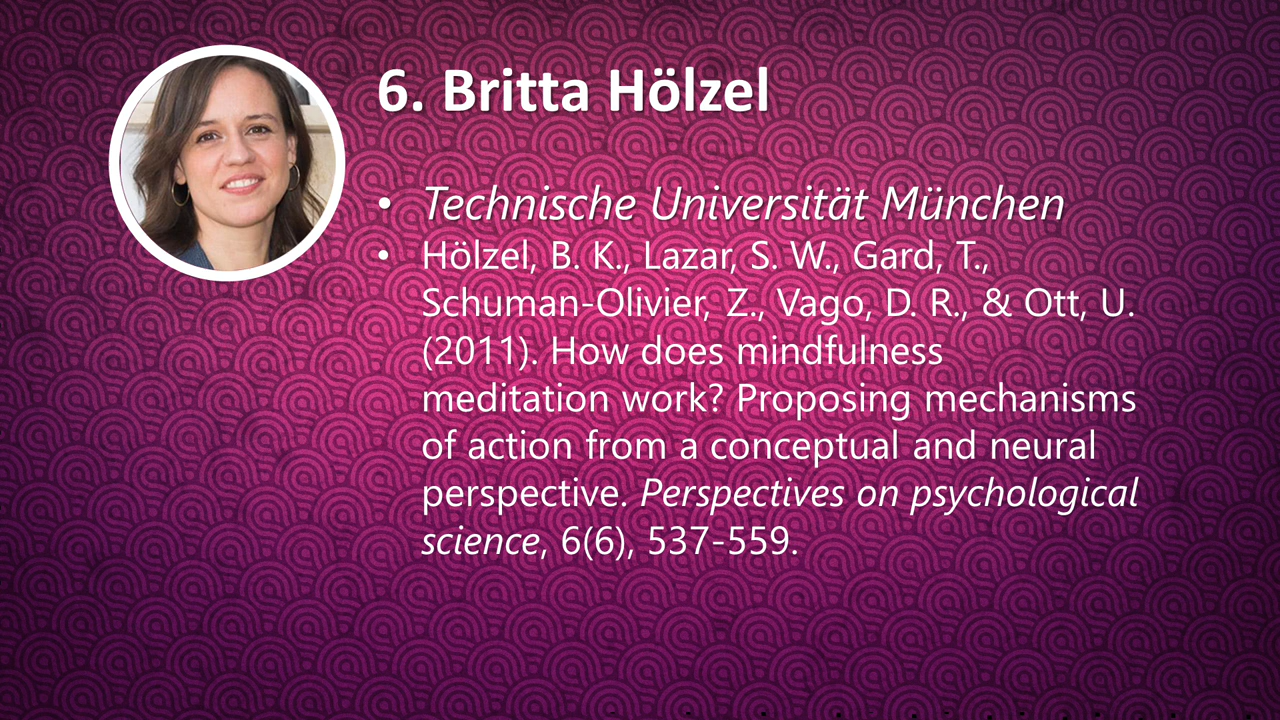 6. Britta Hölzel
• Technische Universität München
• Hölzel, B. K., Lazar, S. W., Gard, T.,
Schuman-Olivier, Z., Vago, D. R., & Ott, U.
(2011). How does mindfulness
meditation work? Proposing mechanisms
of action from a conceptual and neural
perspective. Perspectives on psychological
science, 6(6), 537-559.